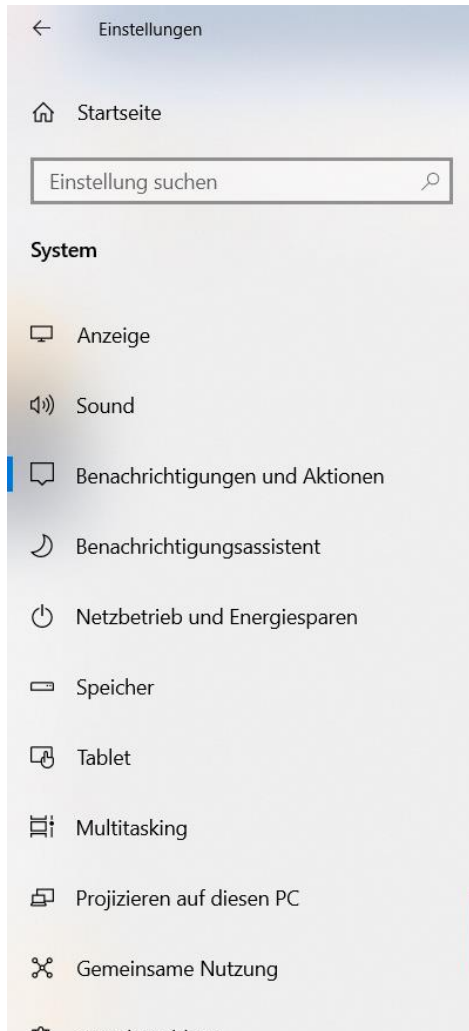 Einstellungen
Startseite
Einstellung suchen
System
Anzeige
Sound
Benachrichtigungen und Aktionen
Benachrichtigungsassistent
Netzbetrieb und Energiesparen
Speicher
Tablet
Multitasking
Projizieren auf diesen PC
Gemeinsame Nutzung